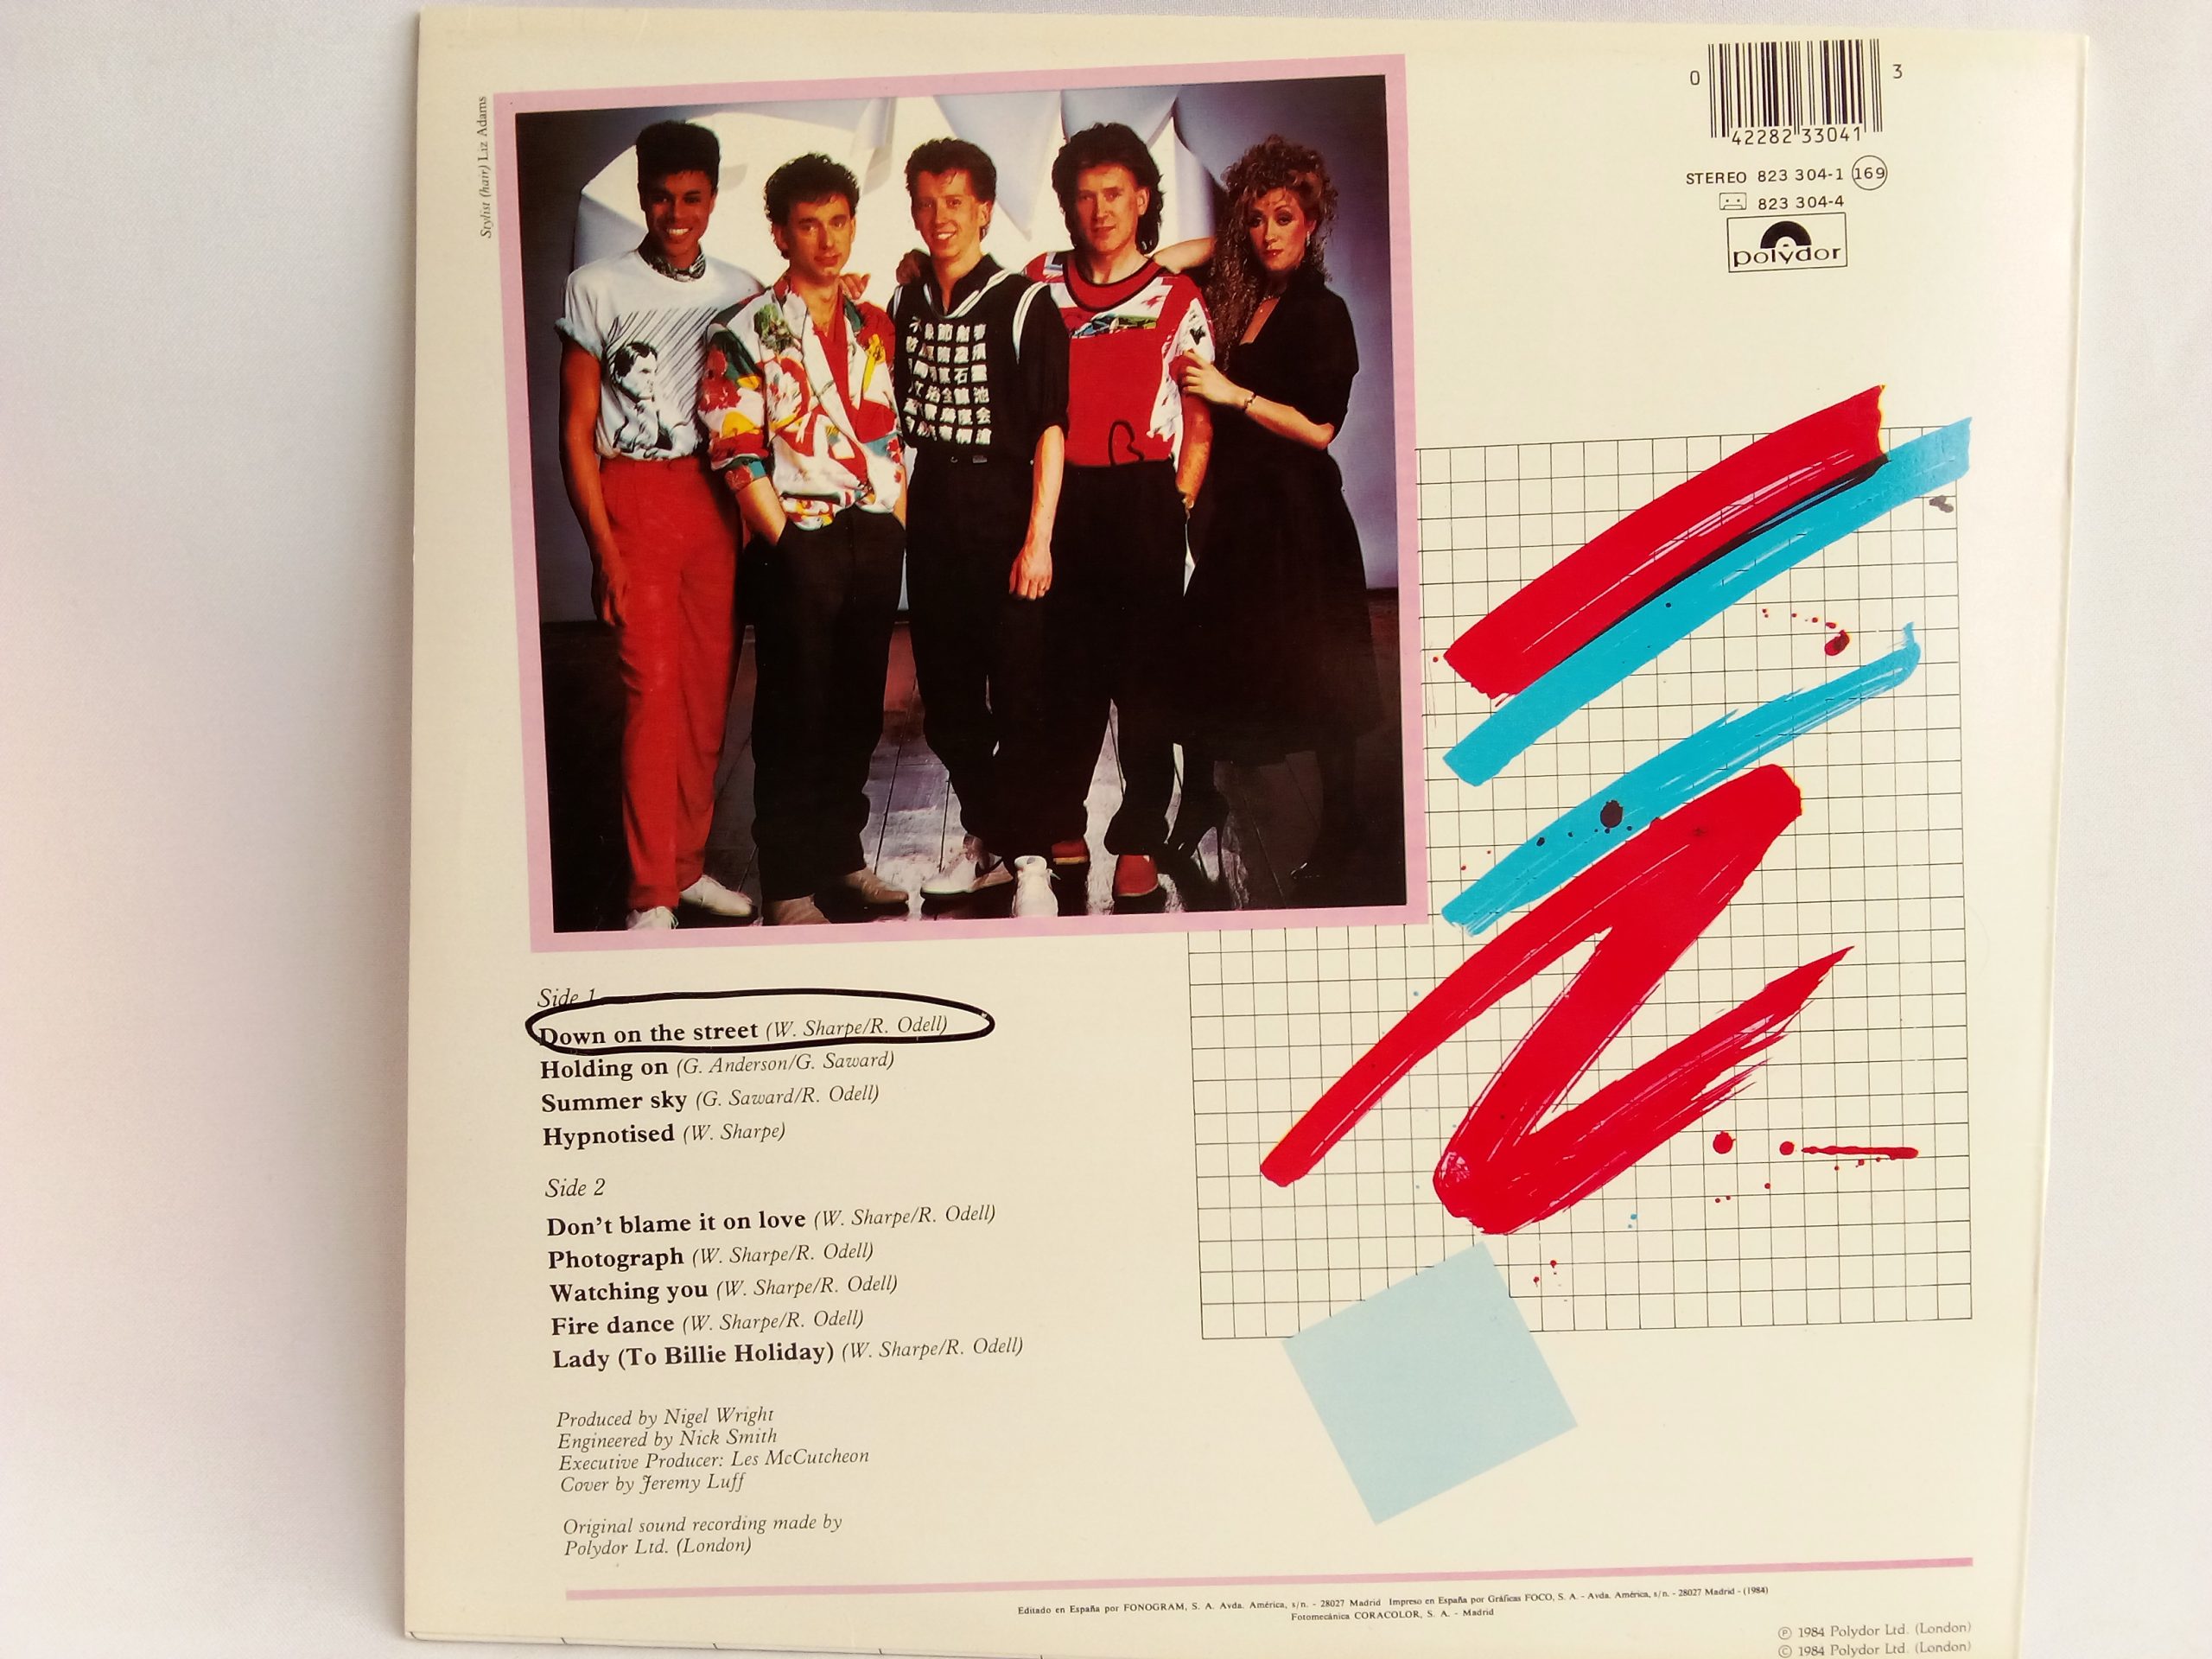 Stylist (hair) Liz Adams
0 42282 33041 3
STEREO 823 304-1 169
823 304-4
polydor
Side 1
Down on the street (W. Sharpe/R. Odell)
Holding on (G. Anderson/G. Saward)
Summer sky (G. Saward/R. Odell)
Hypnotised (W. Sharpe)
Side 2
Don't blame it on love (W. Sharpe/R. Odell)
Photograph (W. Sharpe/R. Odell)
Watching you (W. Sharpe/R. Odell)
Fire dance (W. Sharpe/R. Odell)
Lady (To Billie Holiday) (W. Sharpe/R. Odell)
Produced by Nigel Wright
Engineered by Nick Smith
Executive Producer: Les McCutcheon
Cover by Jeremy Luff
Original sound recording made by
Polydor Ltd. (London)
Editado en España por FONOGRAM, S. A. Avda. América, s/n. - 28027 Madrid Impreso en España por Gráficas FOCO, S. A. - Avda. América, s/n. - 28027 Madrid - (1984)
Fotomecánica CORACOLOR, S. A. - Madrid
℗ 1984 Polydor Ltd. (London)
© 1984 Polydor Ltd. (London)